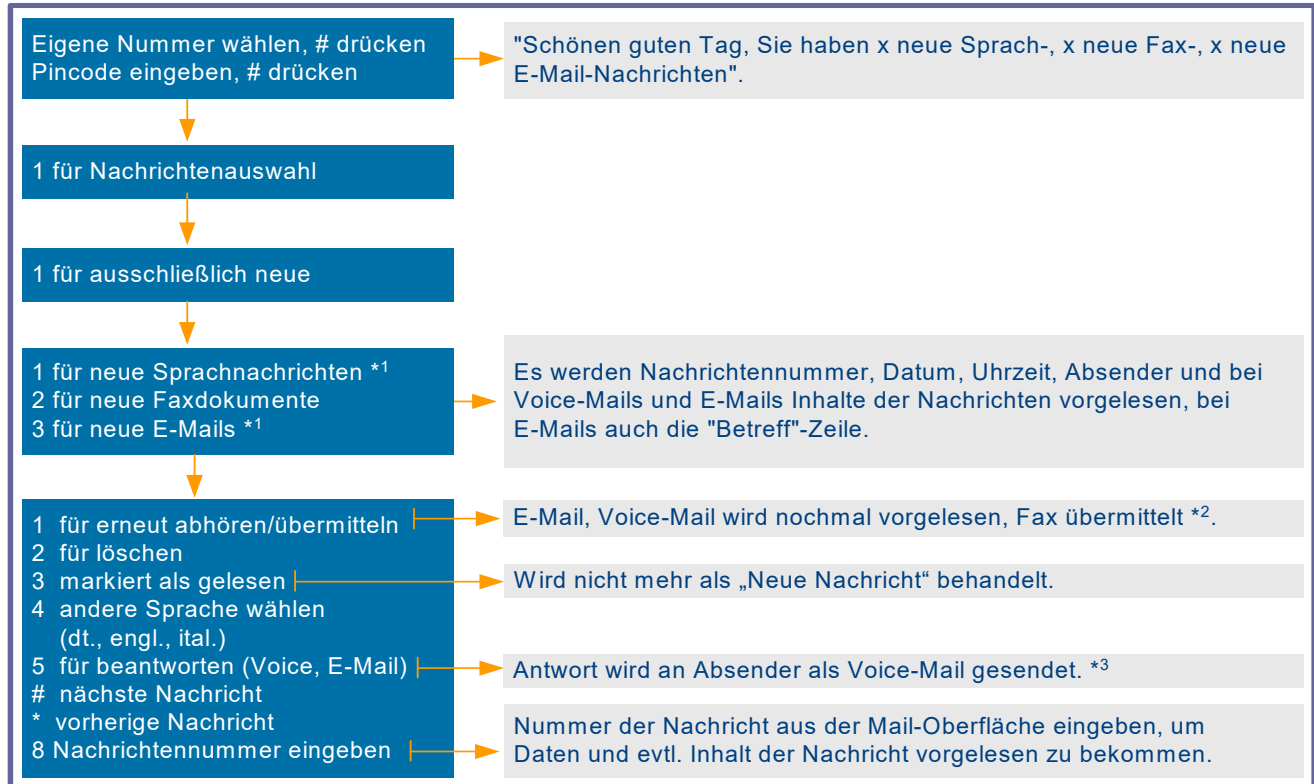 Eigene Nummer wählen, # drücken
Pincode eingeben, # drücken
"Schönen guten Tag, Sie haben x neue Sprach-, x neue Fax-, x neue
E-Mail-Nachrichten".
1 für Nachrichtenauswahl
1 für ausschließlich neue
1 für neue Sprachnachrichten *1
2 für neue Faxdokumente
3 für neue E-Mails *1
Es werden Nachrichtennummer, Datum, Uhrzeit, Absender und bei
Voice-Mails und E-Mails Inhalte der Nachrichten vorgelesen, bei
E-Mails auch die "Betreff"-Zeile.
1 für erneut abhören/übermitteln
E-Mail, Voice-Mail wird nochmal vorgelesen, Fax übermittelt *2.
2 für löschen
3 markiert als gelesen
Wird nicht mehr als „Neue Nachricht“ behandelt.
4 andere Sprache wählen
(dt., engl., ital.)
5 für beantworten (Voice, E-Mail)
Antwort wird an Absender als Voice-Mail gesendet. *3
# nächste Nachricht
* vorherige Nachricht
8 Nachrichtennummer eingeben
Nummer der Nachricht aus der Mail-Oberfläche eingeben, um
Daten und evtl. Inhalt der Nachricht vorgelesen zu bekommen.